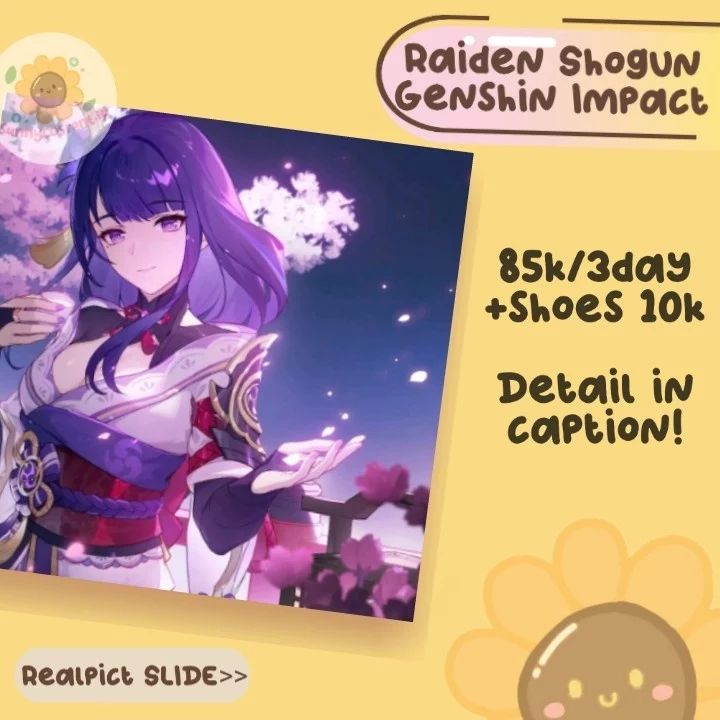 Raiden Shogun
Genshin Impact
85k/3day
+Shoes 10k
Detail in
caption!
RealPict SLIDE>>